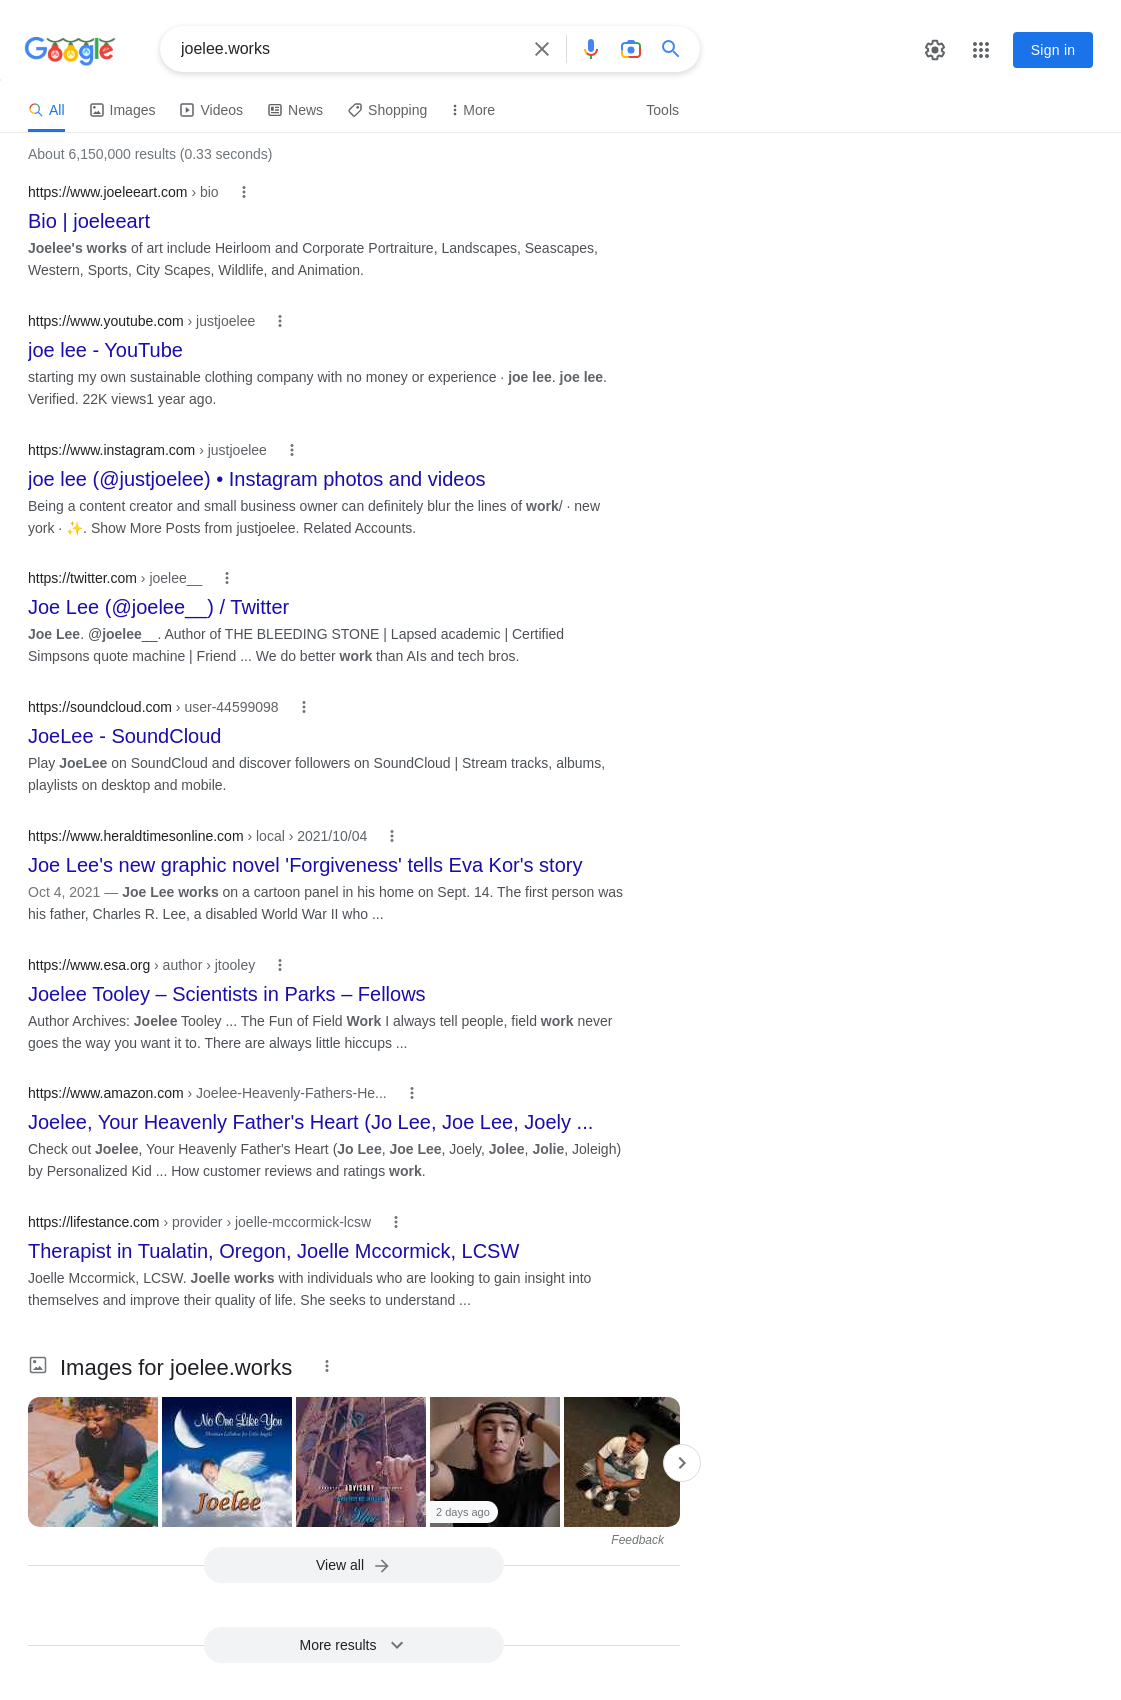 Google
joelee.works
Sign in
All
Images
Videos
News
Shopping
More
Tools
About 6,150,000 results (0.33 seconds)
https://www.joeleeart.com › bio
Bio | joeleeart
Joelee's works of art include Heirloom and Corporate Portraiture, Landscapes, Seascapes,
Western, Sports, City Scapes, Wildlife, and Animation.
https://www.youtube.com › justjoelee
joe lee - YouTube
starting my own sustainable clothing company with no money or experience · joe lee. joe lee.
Verified. 22K views1 year ago.
https://www.instagram.com › justjoelee
joe lee (@justjoelee) • Instagram photos and videos
Being a content creator and small business owner can definitely blur the lines of work/ · new
york · ✨. Show More Posts from justjoelee. Related Accounts.
https://twitter.com › joelee__
Joe Lee (@joelee__) / Twitter
Joe Lee. @joelee__. Author of THE BLEEDING STONE | Lapsed academic | Certified
Simpsons quote machine | Friend ... We do better work than AIs and tech bros.
https://soundcloud.com › user-44599098
JoeLee - SoundCloud
Play JoeLee on SoundCloud and discover followers on SoundCloud | Stream tracks, albums,
playlists on desktop and mobile.
https://www.heraldtimesonline.com › local › 2021/10/04
Joe Lee's new graphic novel 'Forgiveness' tells Eva Kor's story
Oct 4, 2021 — Joe Lee works on a cartoon panel in his home on Sept. 14. The first person was
his father, Charles R. Lee, a disabled World War II who ...
https://www.esa.org › author › jtooley
Joelee Tooley – Scientists in Parks – Fellows
Author Archives: Joelee Tooley ... The Fun of Field Work I always tell people, field work never
goes the way you want it to. There are always little hiccups ...
https://www.amazon.com › Joelee-Heavenly-Fathers-He...
Joelee, Your Heavenly Father's Heart (Jo Lee, Joe Lee, Joely ...
Check out Joelee, Your Heavenly Father's Heart (Jo Lee, Joe Lee, Joely, Jolee, Jolie, Joleigh)
by Personalized Kid ... How customer reviews and ratings work.
https://lifestance.com › provider › joelle-mccormick-lcsw
Therapist in Tualatin, Oregon, Joelle Mccormick, LCSW
Joelle Mccormick, LCSW. Joelle works with individuals who are looking to gain insight into
themselves and improve their quality of life. She seeks to understand ...
Images for joelee.works
No One Like You
Joelee
ADVISORY
2 days ago
Feedback
View all
More results